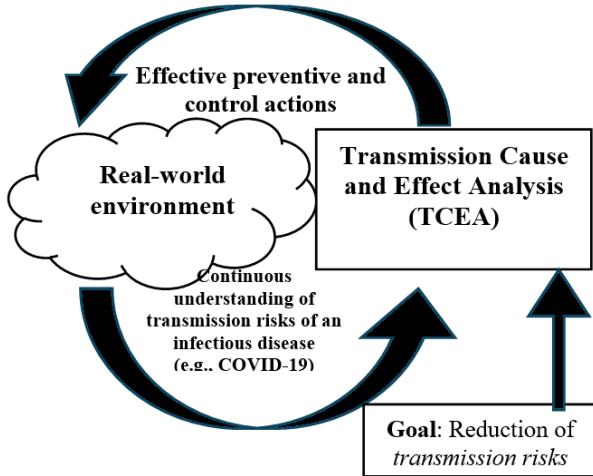 Effective preventive and
control actions
Real-world
environment
Transmission Cause
and Effect Analysis
(TCEA)
Continuous
understanding of
transmission risks of an
infectious disease
(e.g., COVID-19)
Goal: Reduction of
transmission risks